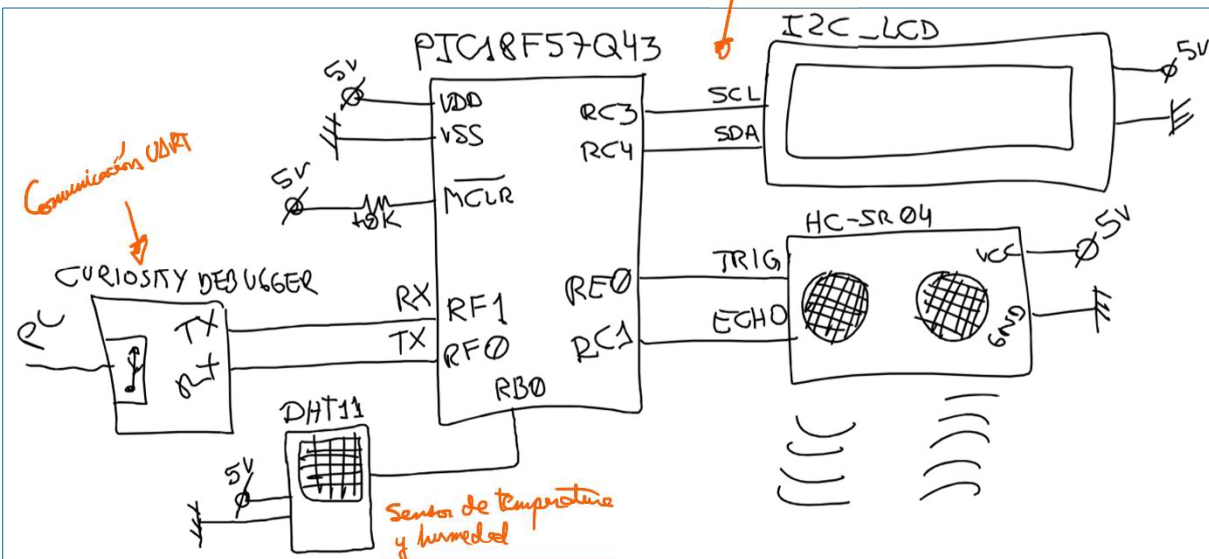 I2C_LCD
PIC18F57Q43
5V
VDD
VSS
RC3
SCL
RC4
SDA
5V
5V
MCLR
10K
Comunicación UART
HC-SR04
VCC
5V
GND
CURIOSITY DEBUGGER
RX
RF1
TX
RF0
RE0
TRIG
RC1
ECHO
PC
TX
RX
RB0
DHT11
5V
Sensor de temperatura
y humedad